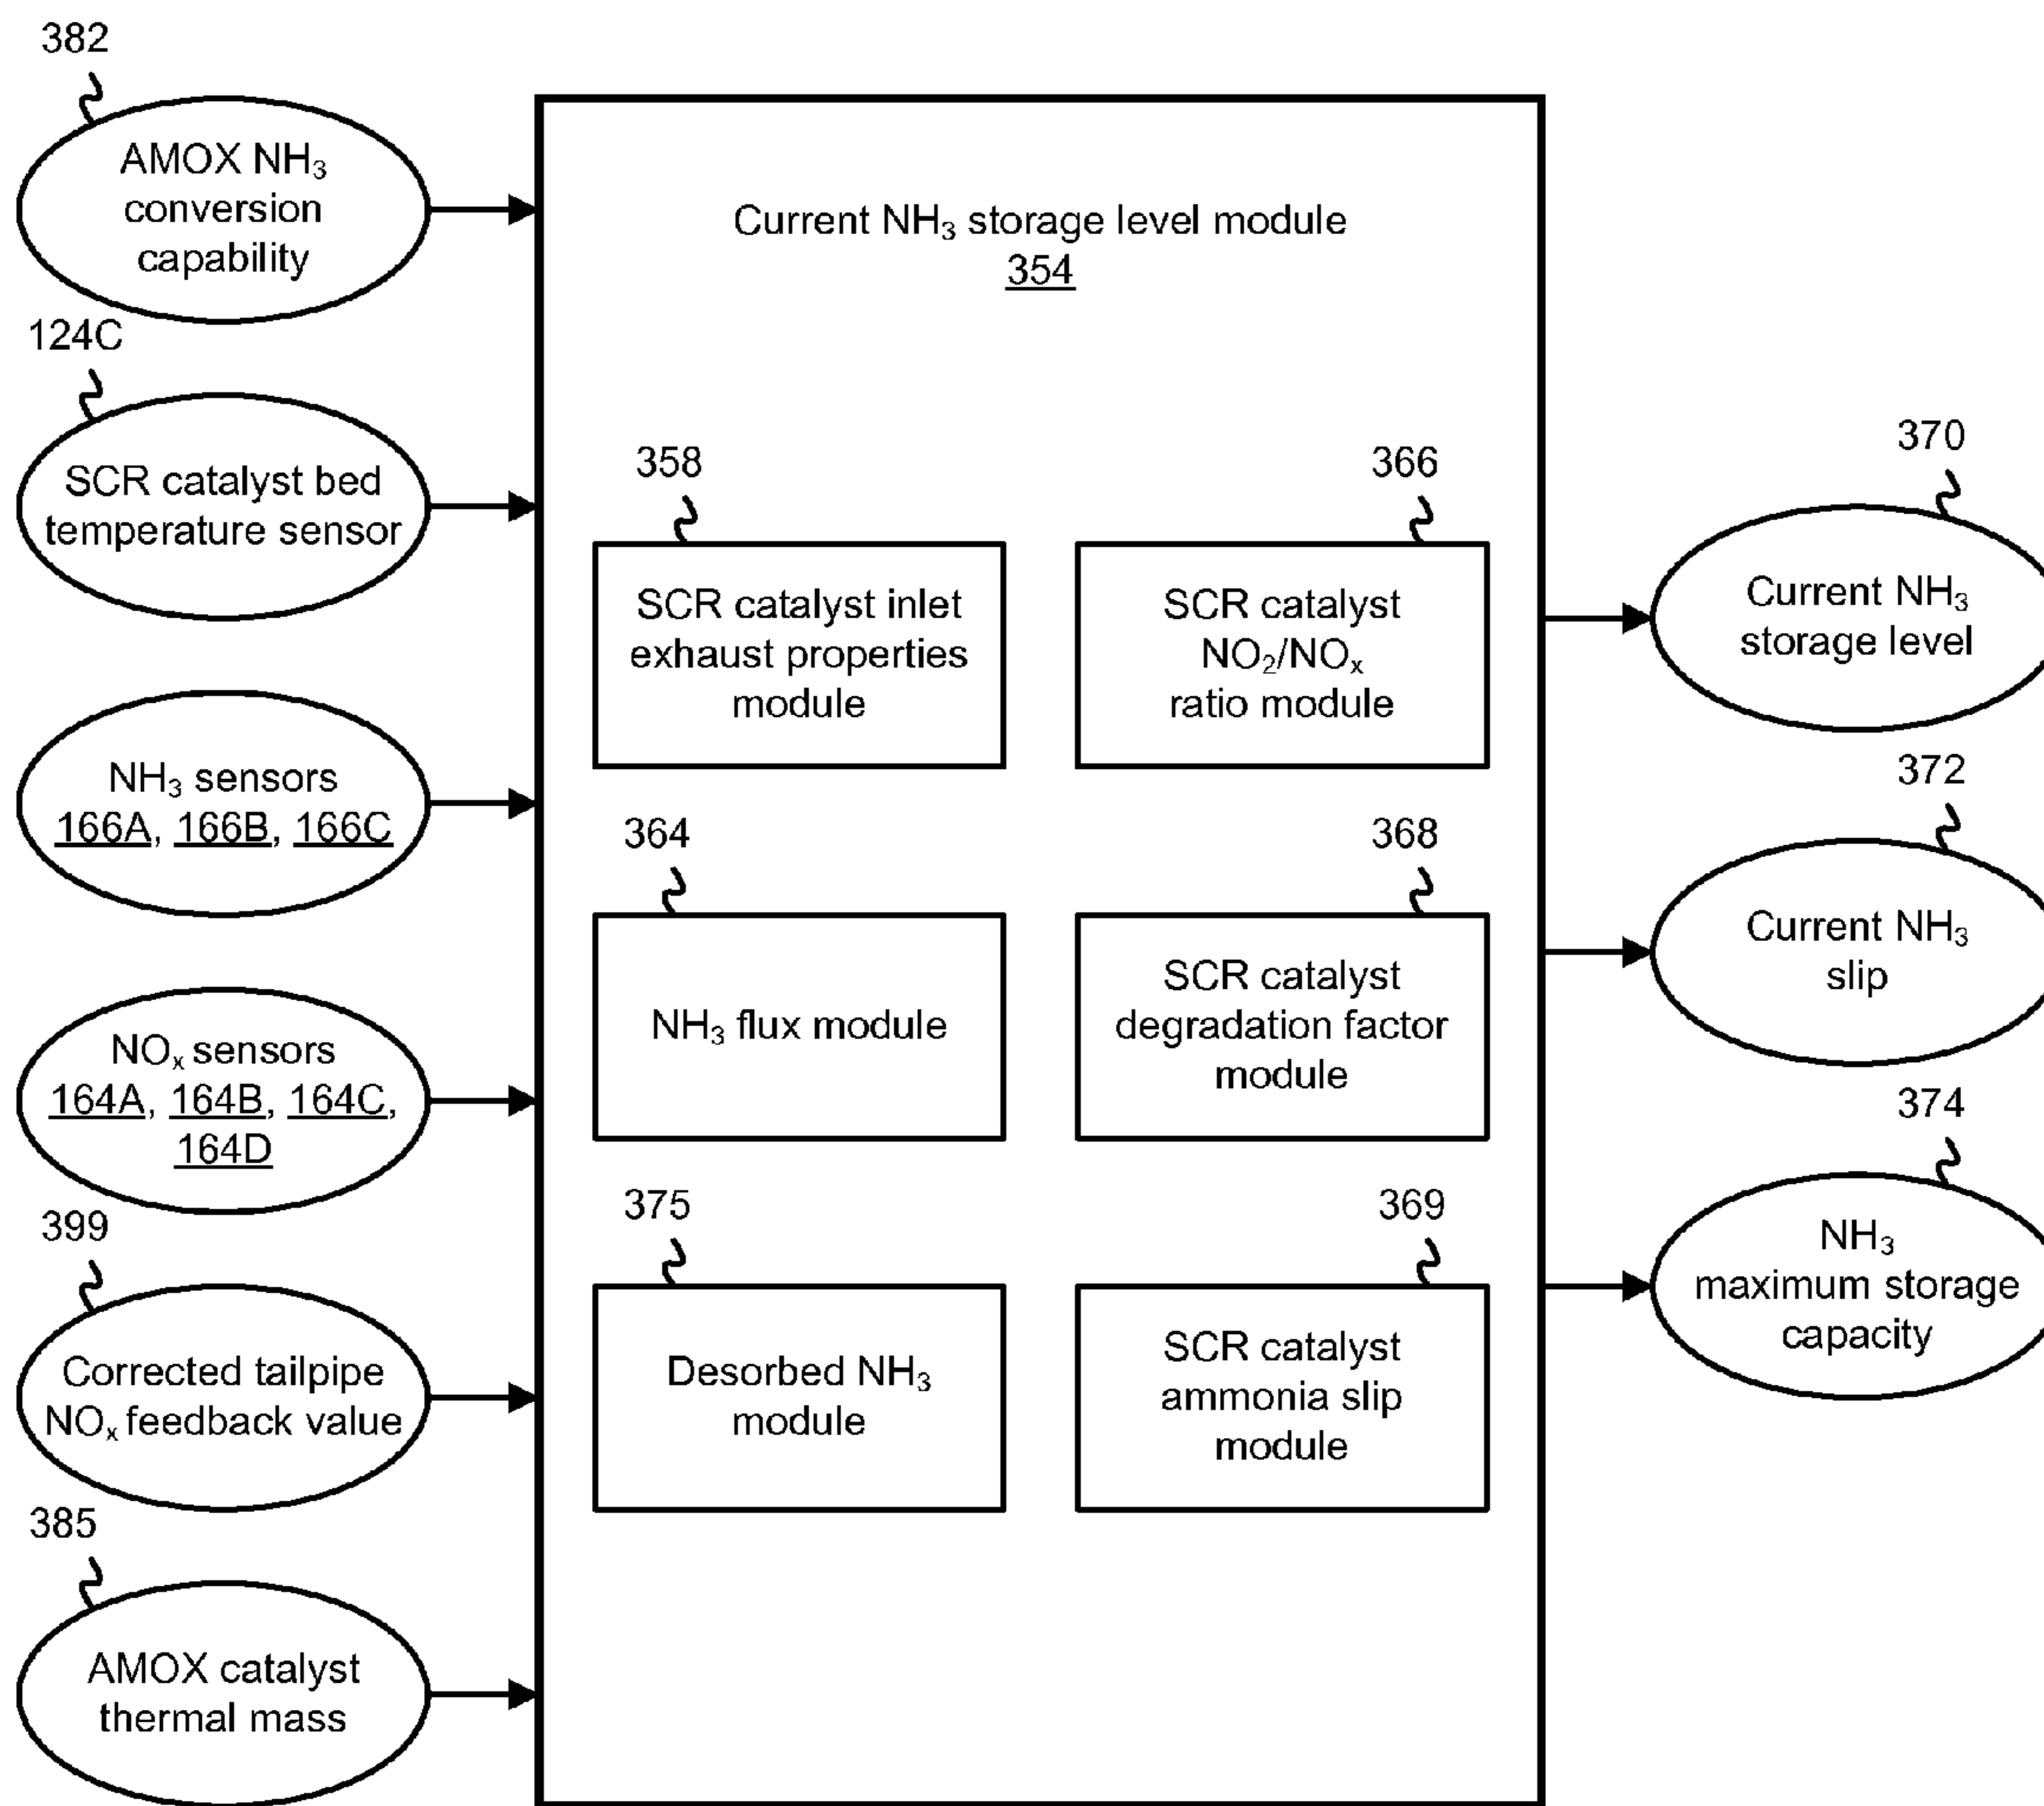 382
AMOX NH₃
conversion
capability
124C
SCR catalyst bed
temperature sensor
NH₃ sensors
166A, 166B, 166C
NOₓ sensors
164A, 164B, 164C,
164D
399
Corrected tailpipe
NOₓ feedback value
385
AMOX catalyst
thermal mass
Current NH₃ storage level module
354
358
SCR catalyst inlet
exhaust properties
module
366
SCR catalyst
NO₂/NOₓ
ratio module
364
NH₃ flux module
368
SCR catalyst
degradation factor
module
375
Desorbed NH₃
module
369
SCR catalyst
ammonia slip
module
370
Current NH₃
storage level
372
Current NH₃
slip
374
NH₃
maximum storage
capacity